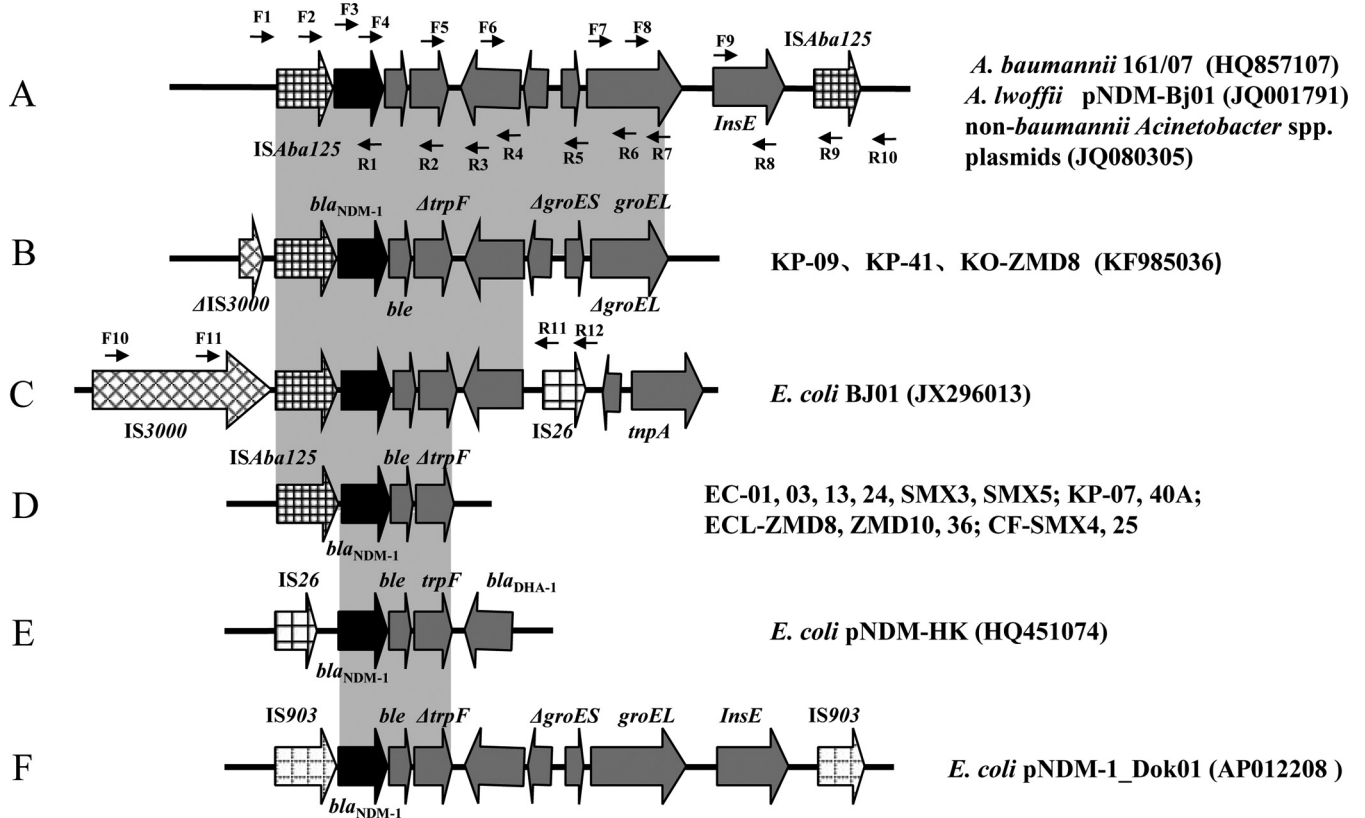 F1 F2 F3 F4 F5 F6 F7 F8 F9 ISAba125
A
A. baumannii 161/07 (HQ857107)
A. lwoffii pNDM-Bj01 (JQ001791)
non-baumannii Acinetobacter spp.
plasmids (JQ080305)
InsE
ISAba125 R1 R2 R3 R4 R5 R6 R7 R8 R9 R10
blaNDM-1 ΔtrpF ΔgroES groEL
B
KP-09、KP-41、KO-ZMD8 (KF985036)
ΔIS3000 ble ΔgroEL
F10 F11 R11 R12
C
E. coli BJ01 (JX296013)
IS3000 IS26 tnpA
ISAba125 ble ΔtrpF
D
EC-01, 03, 13, 24, SMX3, SMX5; KP-07, 40A;
ECL-ZMD8, ZMD10, 36; CF-SMX4, 25
blaNDM-1
IS26 ble trpF blaDHA-1
E
E. coli pNDM-HK (HQ451074)
blaNDM-1
IS903 ble ΔtrpF ΔgroES groEL InsE IS903
F
E. coli pNDM-1_Dok01 (AP012208 )
blaNDM-1